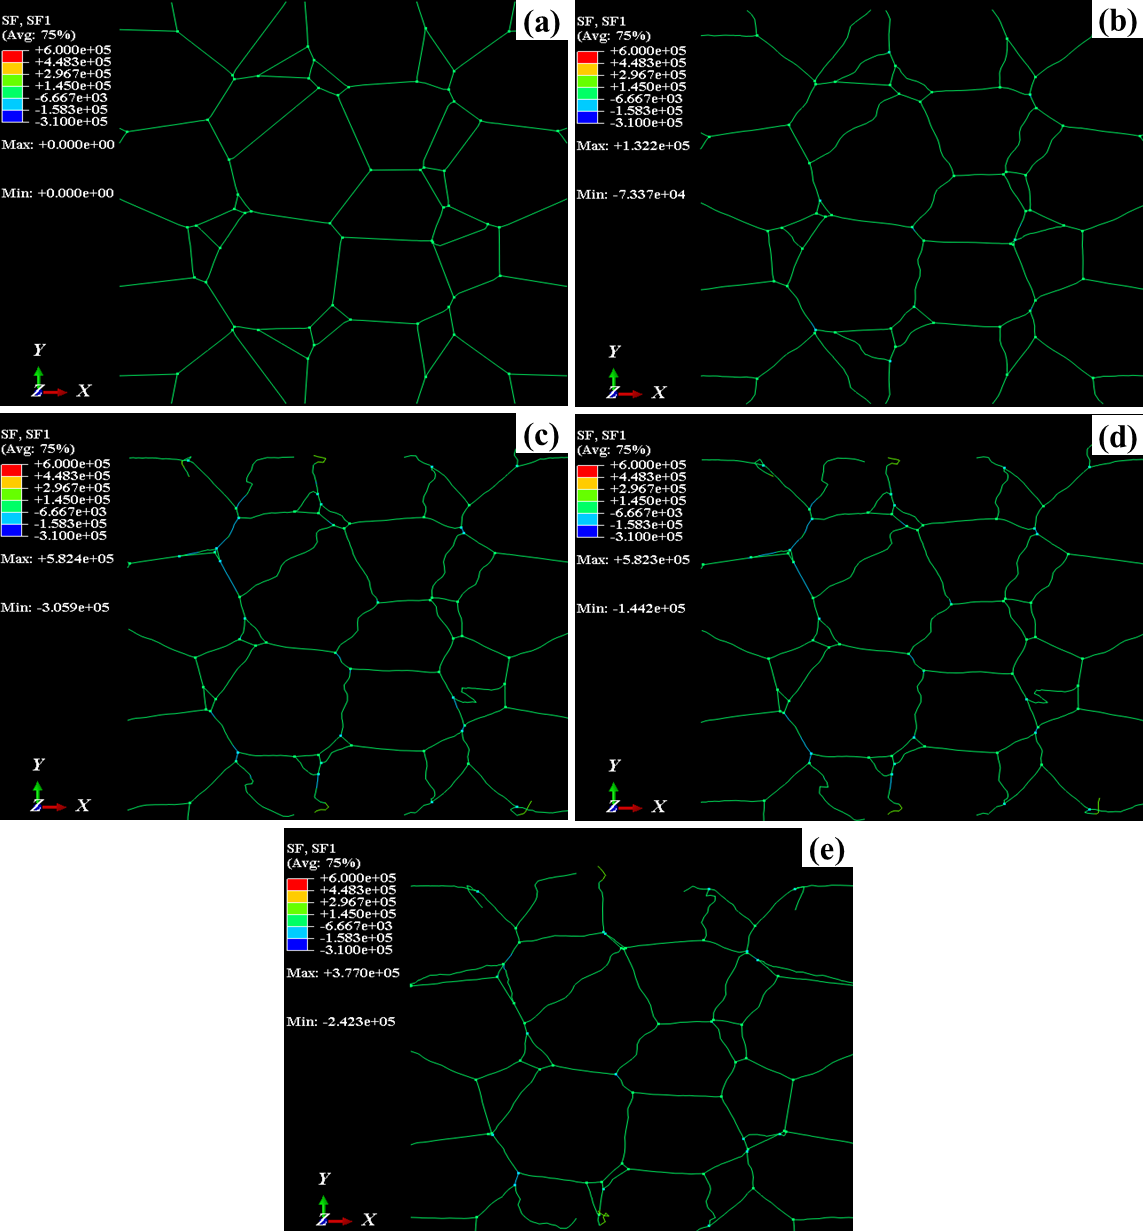 (a)
SF, SF1
(Avg: 75%)
+6.000e+05
+4.483e+05
+2.967e+05
+1.450e+05
-6.667e+03
-1.583e+05
-3.100e+05
Max: +0.000e+00
Min: +0.000e+00
Y
Z X
(b)
SF, SF1
(Avg: 75%)
+6.000e+05
+4.483e+05
+2.967e+05
+1.450e+05
-6.667e+03
-1.583e+05
-3.100e+05
Max: +1.322e+05
Min: -7.337e+04
Y
Z X
(c)
SF, SF1
(Avg: 75%)
+6.000e+05
+4.483e+05
+2.967e+05
+1.450e+05
-6.667e+03
-1.583e+05
-3.100e+05
Max: +5.824e+05
Min: -3.059e+05
Y
Z X
(d)
SF, SF1
(Avg: 75%)
+6.000e+05
+4.483e+05
+2.967e+05
+1.450e+05
-6.667e+03
-1.583e+05
-3.100e+05
Max: +5.823e+05
Min: -1.442e+05
Y
Z X
(e)
SF, SF1
(Avg: 75%)
+6.000e+05
+4.483e+05
+2.967e+05
+1.450e+05
-6.667e+03
-1.583e+05
-3.100e+05
Max: +3.770e+05
Min: -2.423e+05
Y
Z X